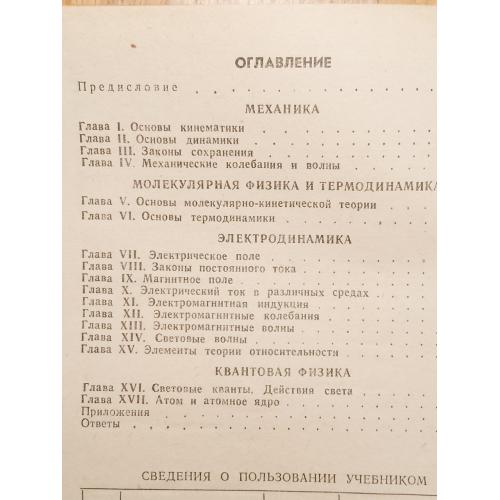 ОГЛАВЛЕНИЕ
Предисловие . . . . . . . . .
МЕХАНИКА
Глава I. Основы кинематики . . . . . . . . .
Глава II. Основы динамики . . . . . . . . .
Глава III. Законы сохранения . . . . . . . . .
Глава IV. Механические колебания и волны . . . . .
МОЛЕКУЛЯРНАЯ ФИЗИКА И ТЕРМОДИНАМИКА
Глава V. Основы молекулярно-кинетической теории . . . .
Глава VI. Основы термодинамики . . . . . . . .
ЭЛЕКТРОДИНАМИКА
Глава VII. Электрическое поле . . . . . . . .
Глава VIII. Законы постоянного тока . . . . . . .
Глава IX. Магнитное поле . . . . . . . . .
Глава X. Электрический ток в различных средах . . . .
Глава XI. Электромагнитная индукция . . . . . .
Глава XII. Электромагнитные колебания . . . . . .
Глава XIII. Электромагнитные волны . . . . . . .
Глава XIV. Световые волны . . . . . . . . .
Глава XV. Элементы теории относительности . . . . .
КВАНТОВАЯ ФИЗИКА
Глава XVI. Световые кванты. Действия света . . . . .
Глава XVII. Атом и атомное ядро . . . . . . . .
Приложения . . . . . . . . . .
Ответы . . . . . . . . . . .
СВЕДЕНИЯ О ПОЛЬЗОВАНИИ УЧЕБНИКОМ